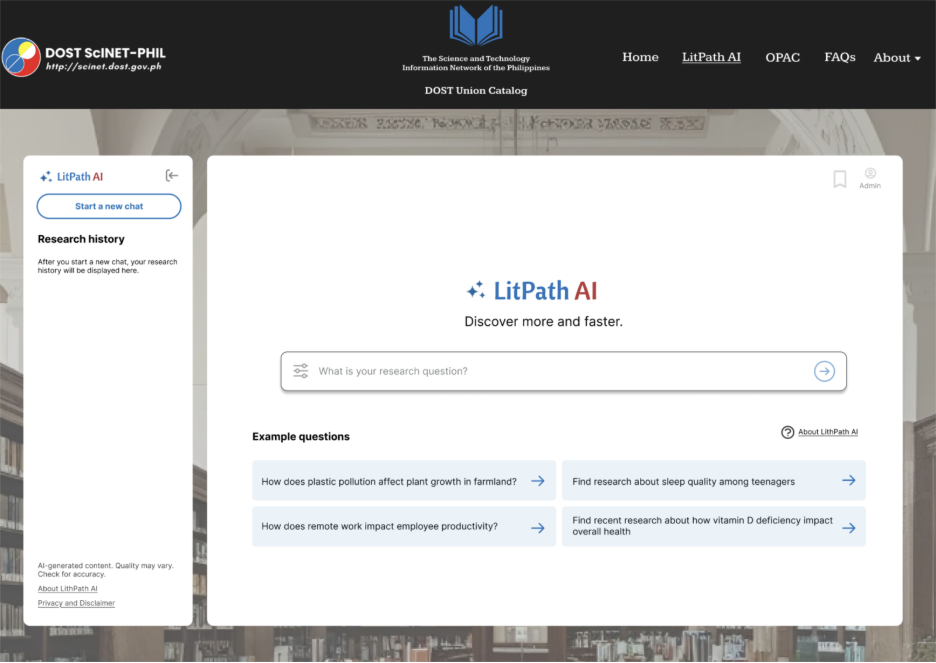 DOST ScINET-PHIL
http://scinet.dost.gov.ph
The Science and Technology
Information Network of the Philippines
DOST Union Catalog
Home
LitPath AI
OPAC
FAQs
About
LitPath AI
Start a new chat
Research history
After you start a new chat, your research
history will be displayed here.
AI-generated content. Quality may vary.
Check for accuracy.
About LithPath AI
Privacy and Disclaimer
Admin
LitPath AI
Discover more and faster.
What is your research question?
Example questions
About LithPath AI
How does plastic pollution affect plant growth in farmland?
Find research about sleep quality among teenagers
How does remote work impact employee productivity?
Find recent research about how vitamin D deficiency impact
overall health